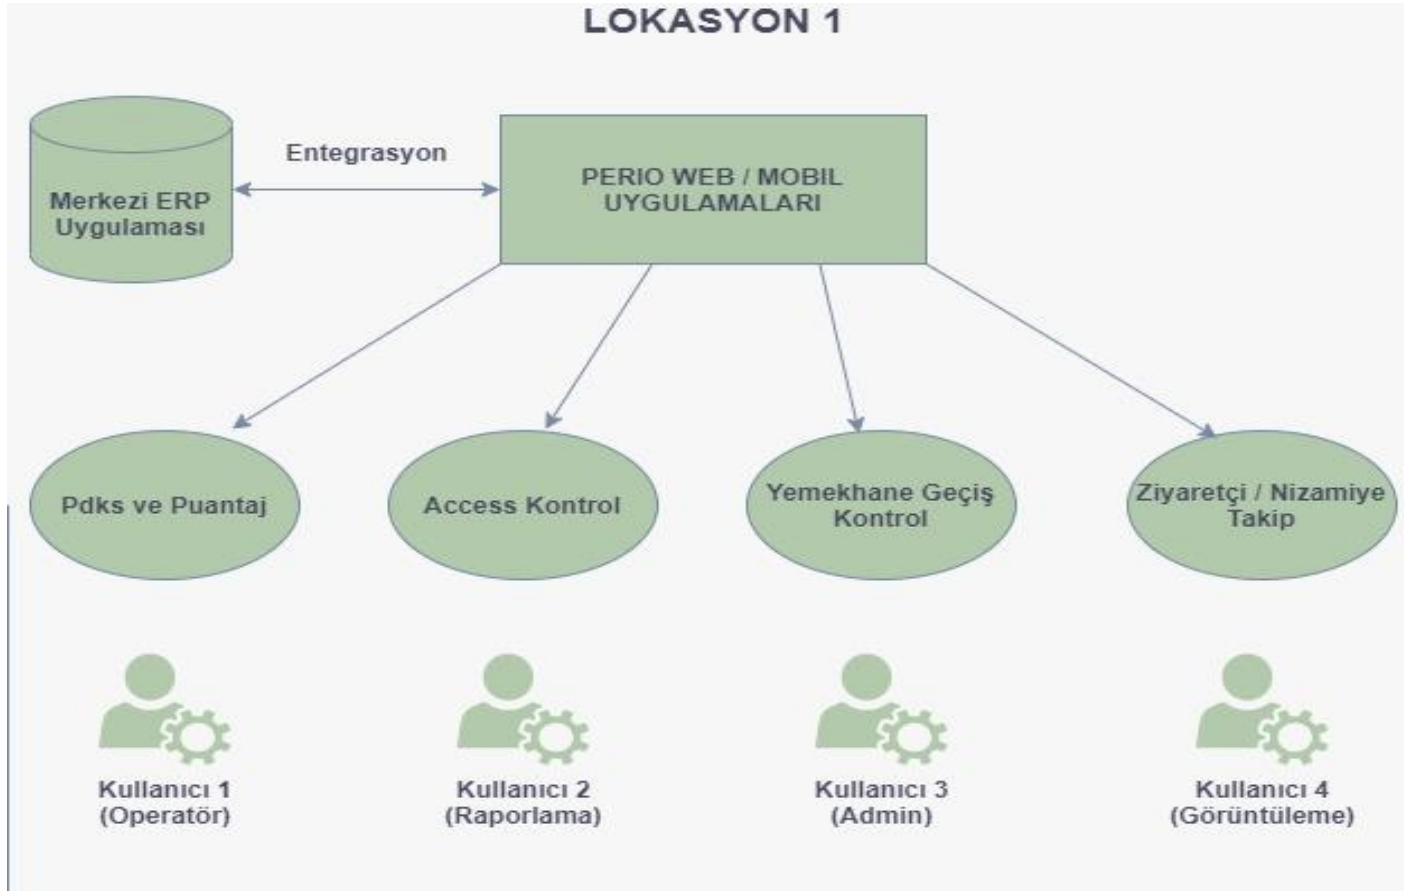 LOKASYON 1
Entegrasyon
Merkezi ERP
Uygulaması
PERIO WEB / MOBIL
UYGULAMALARI
Pdks ve Puantaj
Access Kontrol
Yemekhane Geçiş
Kontrol
Ziyaretçi / Nizamiye
Takip
Kullanıcı 1
(Operatör)
Kullanıcı 2
(Raporlama)
Kullanıcı 3
(Admin)
Kullanıcı 4
(Görüntüleme)